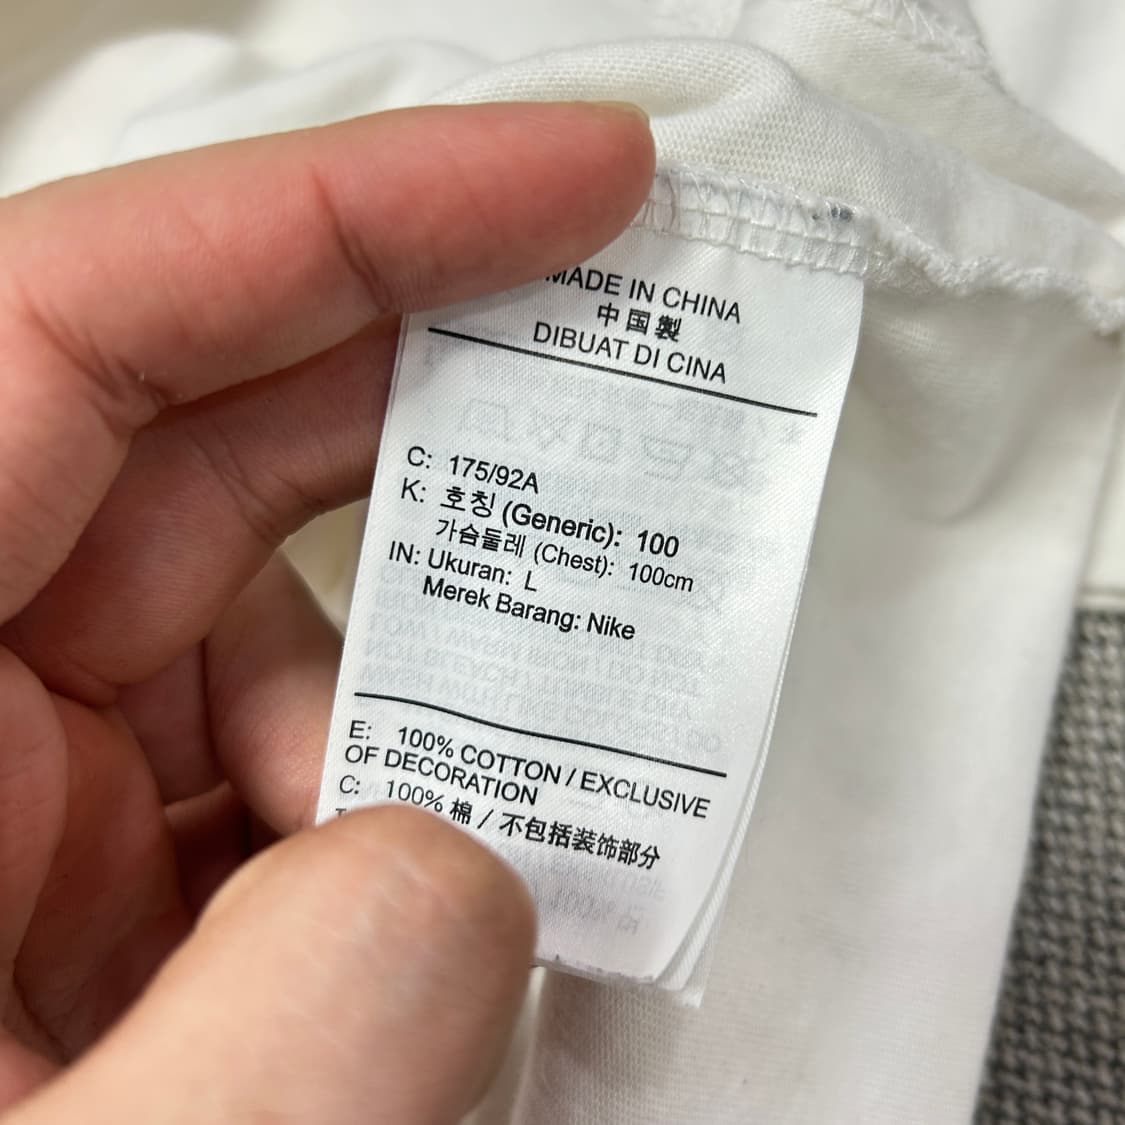 MADE IN CHINA
中国製
DIBUAT DI CINA
C: 175/92A
K: 호칭 (Generic): 100
가슴둘레 (Chest): 100cm
IN: Ukuran: L
Merek Barang: Nike
E: 100% COTTON / EXCLUSIVE
OF DECORATION
C: 100% 棉 / 不包括装饰部分